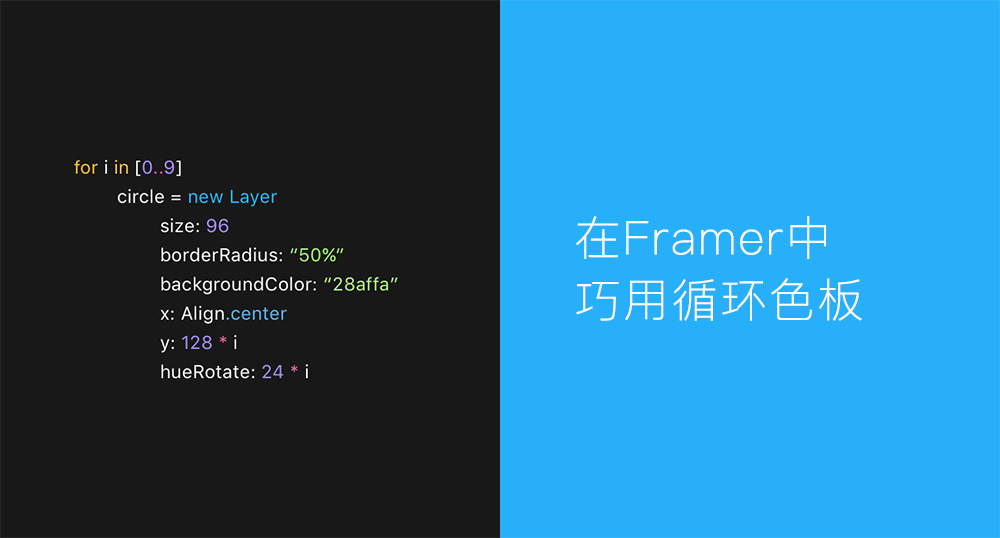 for i in [0..9]
circle = new Layer
size: 96
borderRadius: “50%”
backgroundColor: “28affa”
x: Align.center
y: 128 * i
hueRotate: 24 * i
在Framer中
巧用循环色板